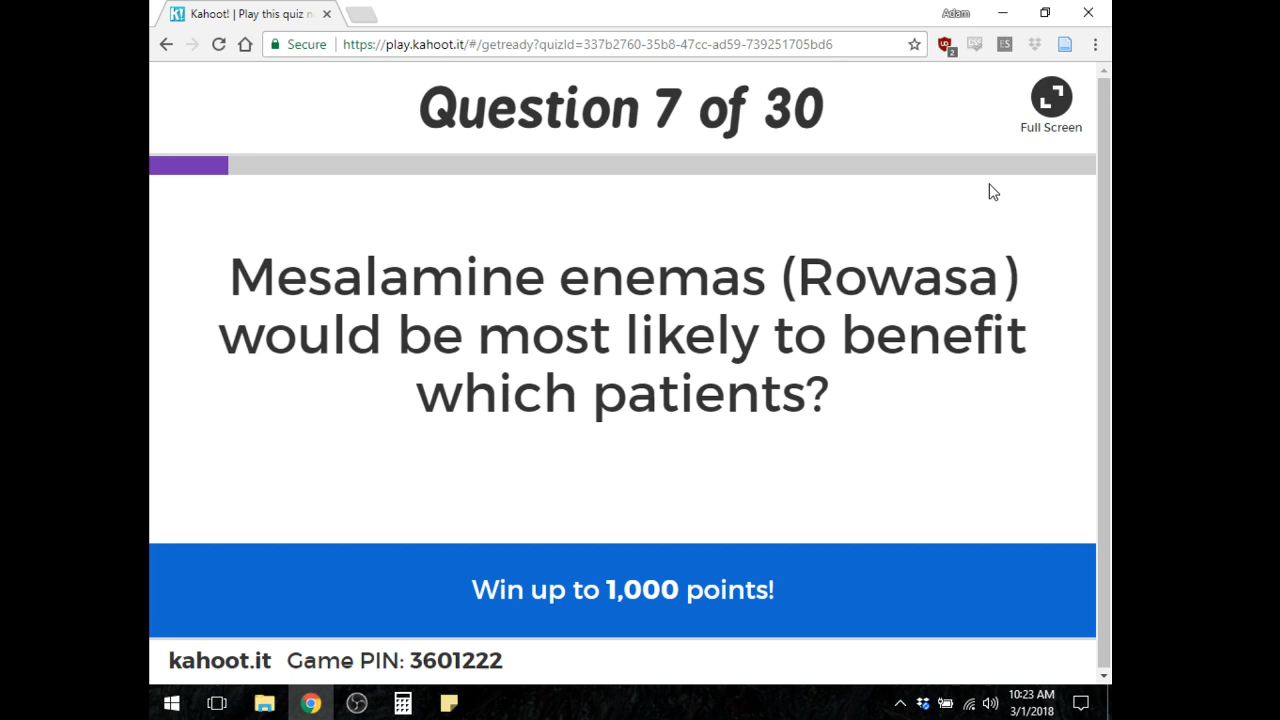 Kahoot! | Play this quiz n
Adam
Secure
https://play.kahoot.it/#/getready?quizId=337b2760-35b8-47cc-ad59-739251705bd6
Question 7 of 30
Full Screen
Mesalamine enemas (Rowasa)
would be most likely to benefit
which patients?
Win up to 1,000 points!
kahoot.it Game PIN: 3601222
10:23 AM
3/1/2018